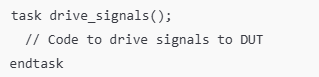 task drive_signals();
  // Code to drive signals to DUT
endtask